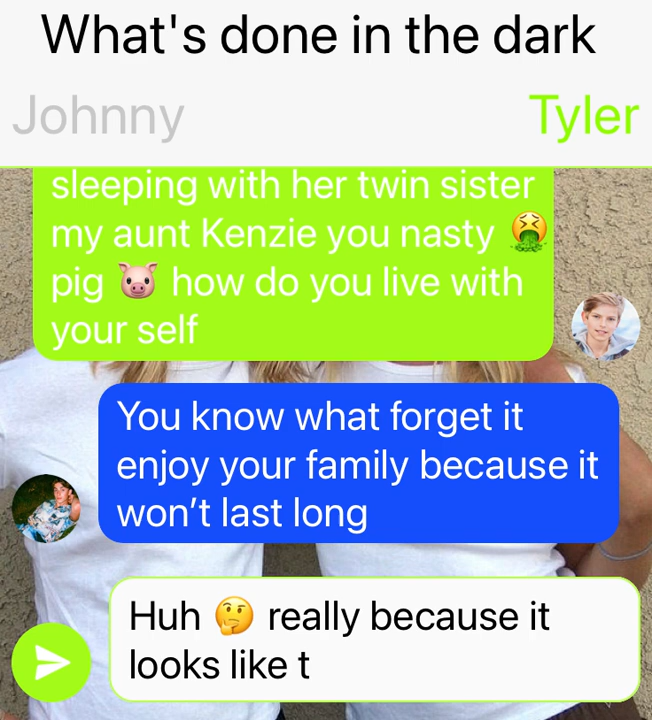 What's done in the dark
Johnny
Tyler
sleeping with her twin sister
my aunt Kenzie you nasty 🤮
pig 🐷 how do you live with
your self
You know what forget it
enjoy your family because it
won't last long
Huh 🤔 really because it
looks like t